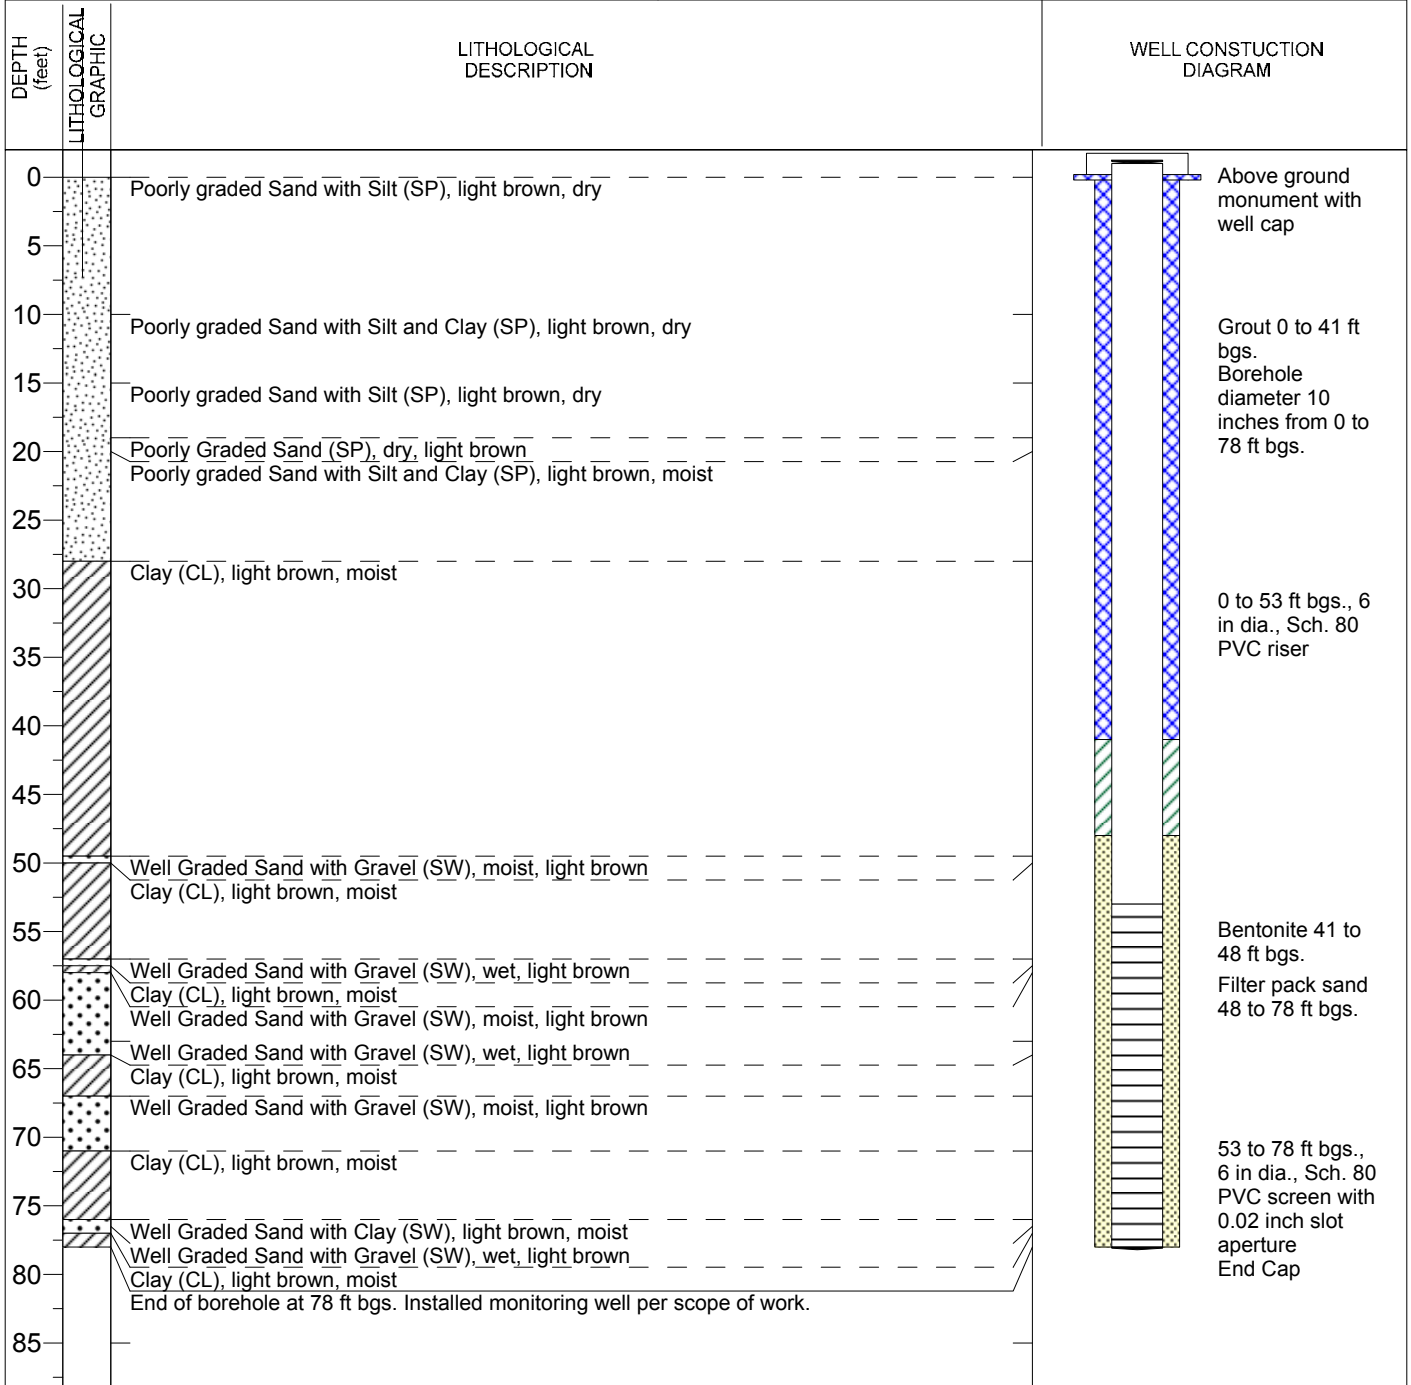 DEPTH
(feet)
LITHOLOGICAL
GRAPHIC
LITHOLOGICAL
DESCRIPTION
WELL CONSTUCTION
DIAGRAM
0
5
10
15
20
25
30
35
40
45
50
55
60
65
70
75
80
85
Poorly graded Sand with Silt (SP), light brown, dry
Poorly graded Sand with Silt and Clay (SP), light brown, dry
Poorly graded Sand with Silt (SP), light brown, dry
Poorly Graded Sand (SP), dry, light brown
Poorly graded Sand with Silt and Clay (SP), light brown, moist
Clay (CL), light brown, moist
Well Graded Sand with Gravel (SW), moist, light brown
Clay (CL), light brown, moist
Well Graded Sand with Gravel (SW), wet, light brown
Clay (CL), light brown, moist
Well Graded Sand with Gravel (SW), moist, light brown
Well Graded Sand with Gravel (SW), wet, light brown
Clay (CL), light brown, moist
Well Graded Sand with Gravel (SW), moist, light brown
Clay (CL), light brown, moist
Well Graded Sand with Clay (SW), light brown, moist
Well Graded Sand with Gravel (SW), wet, light brown
Clay (CL), light brown, moist
End of borehole at 78 ft bgs. Installed monitoring well per scope of work.
Above ground
monument with
well cap
Grout 0 to 41 ft
bgs.
Borehole
diameter 10
inches from 0 to
78 ft bgs.
0 to 53 ft bgs., 6
in dia., Sch. 80
PVC riser
Bentonite 41 to
48 ft bgs.
Filter pack sand
48 to 78 ft bgs.
53 to 78 ft bgs.,
6 in dia., Sch. 80
PVC screen with
0.02 inch slot
aperture
End Cap